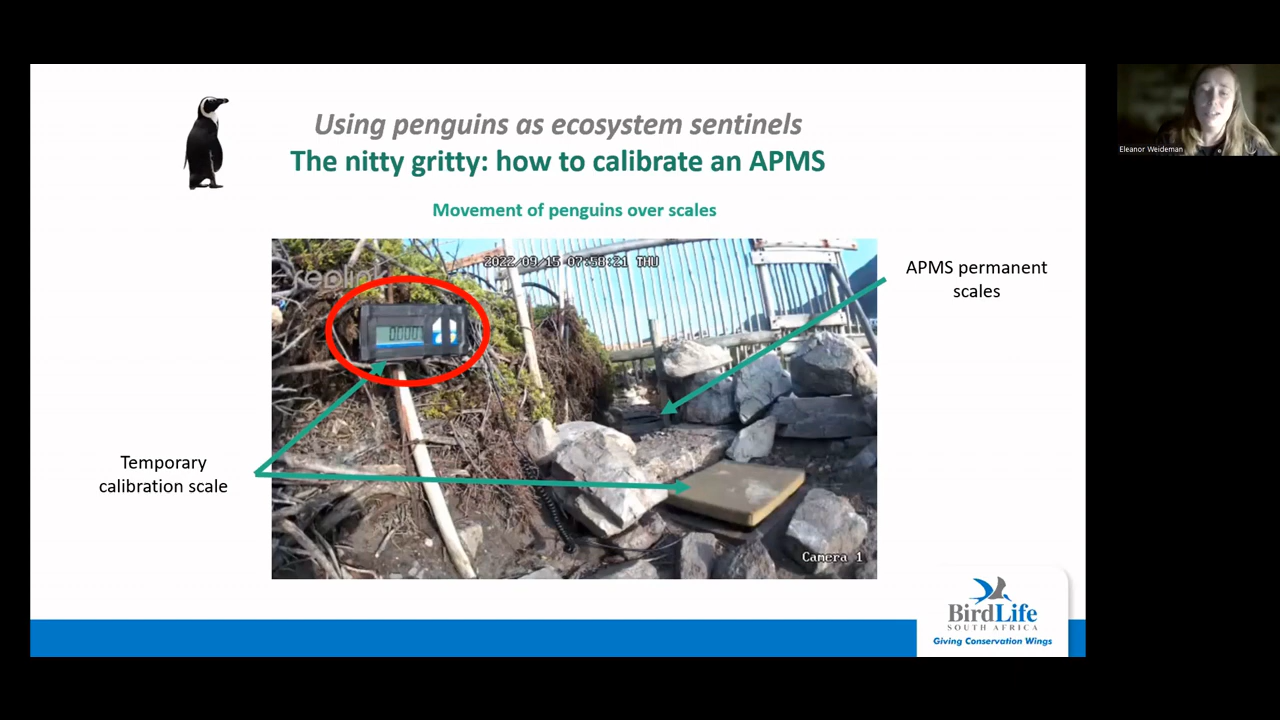 Using penguins as ecosystem sentinels
The nitty gritty: how to calibrate an APMS
Movement of penguins over scales
reolink
2022/09/15 07:58:21 THU
0.000
APMS permanent
scales
Temporary
calibration scale
Camera 1
BirdLife
SOUTH AFRICA
Giving Conservation Wings
Eleanor Weideman